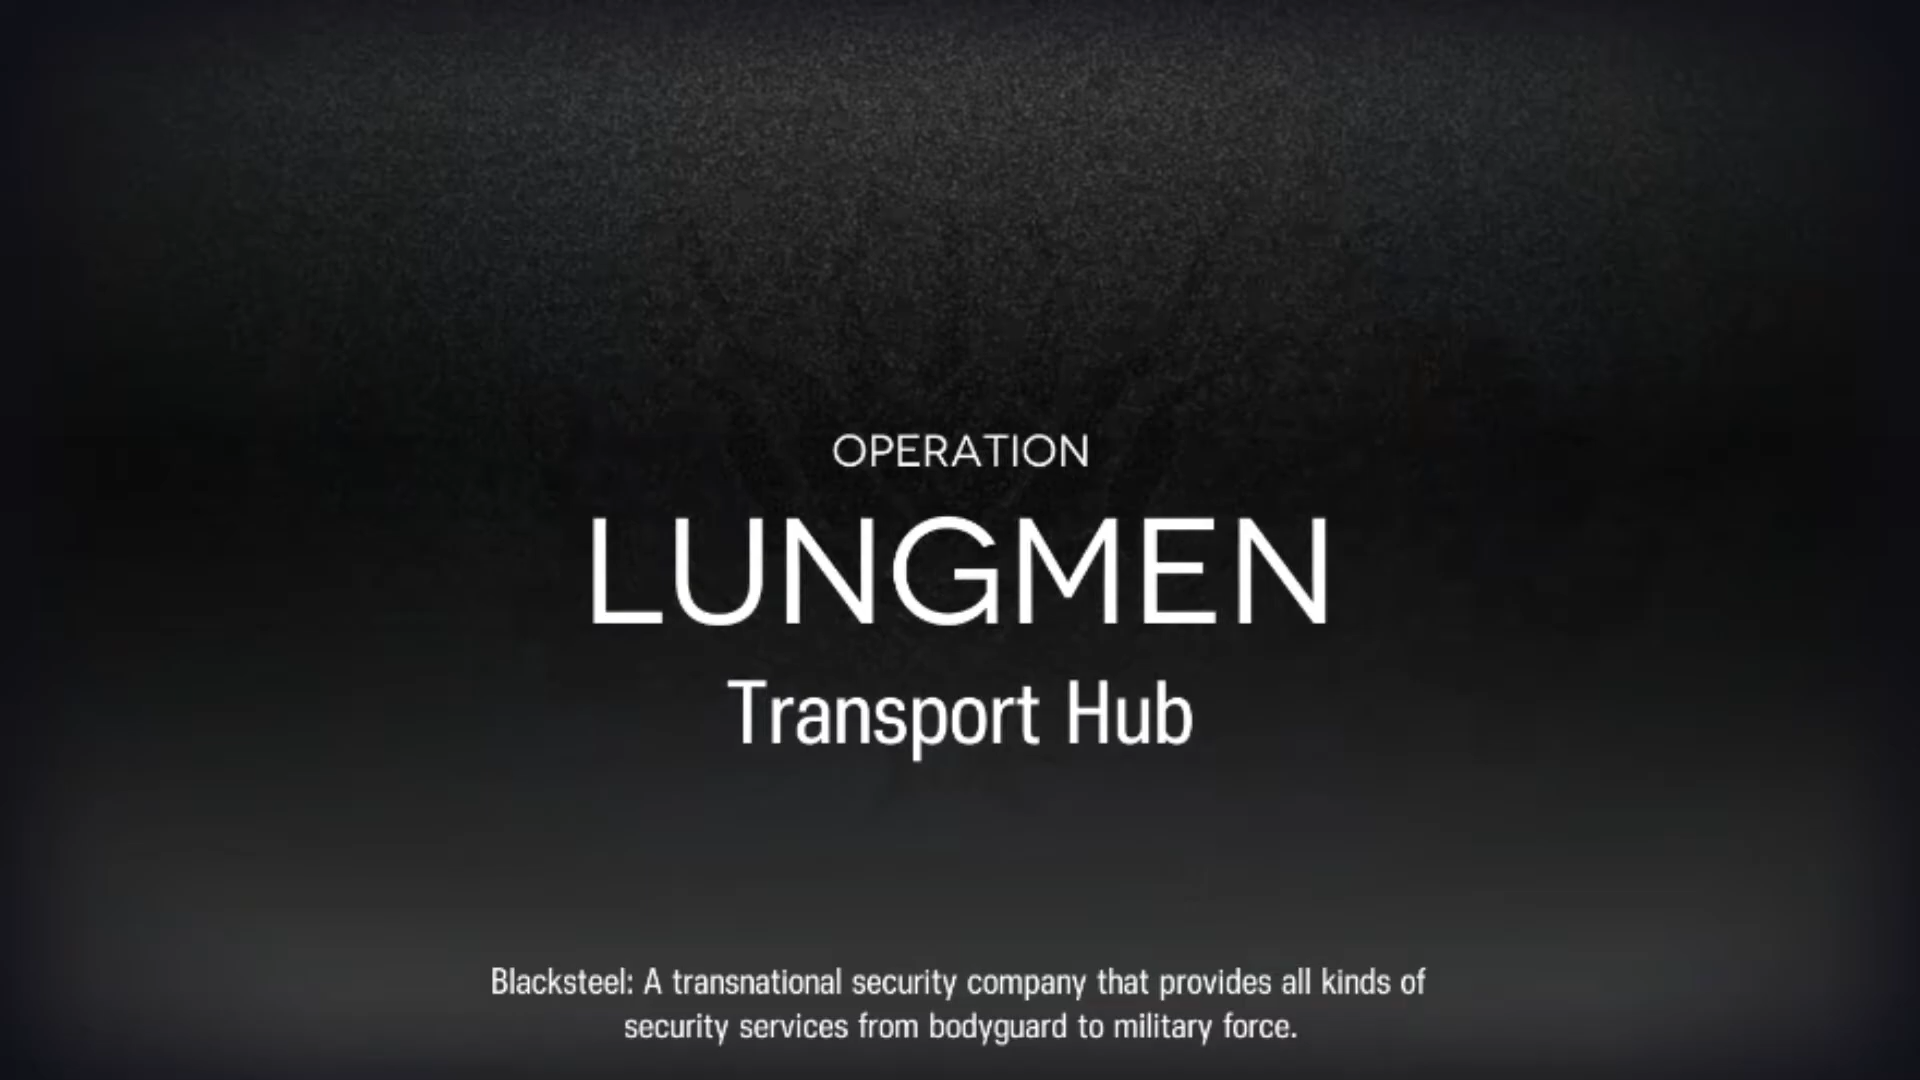 OPERATION
LUNGMEN
Transport Hub
Blacksteel: A transnational security company that provides all kinds of
security services from bodyguard to military force.